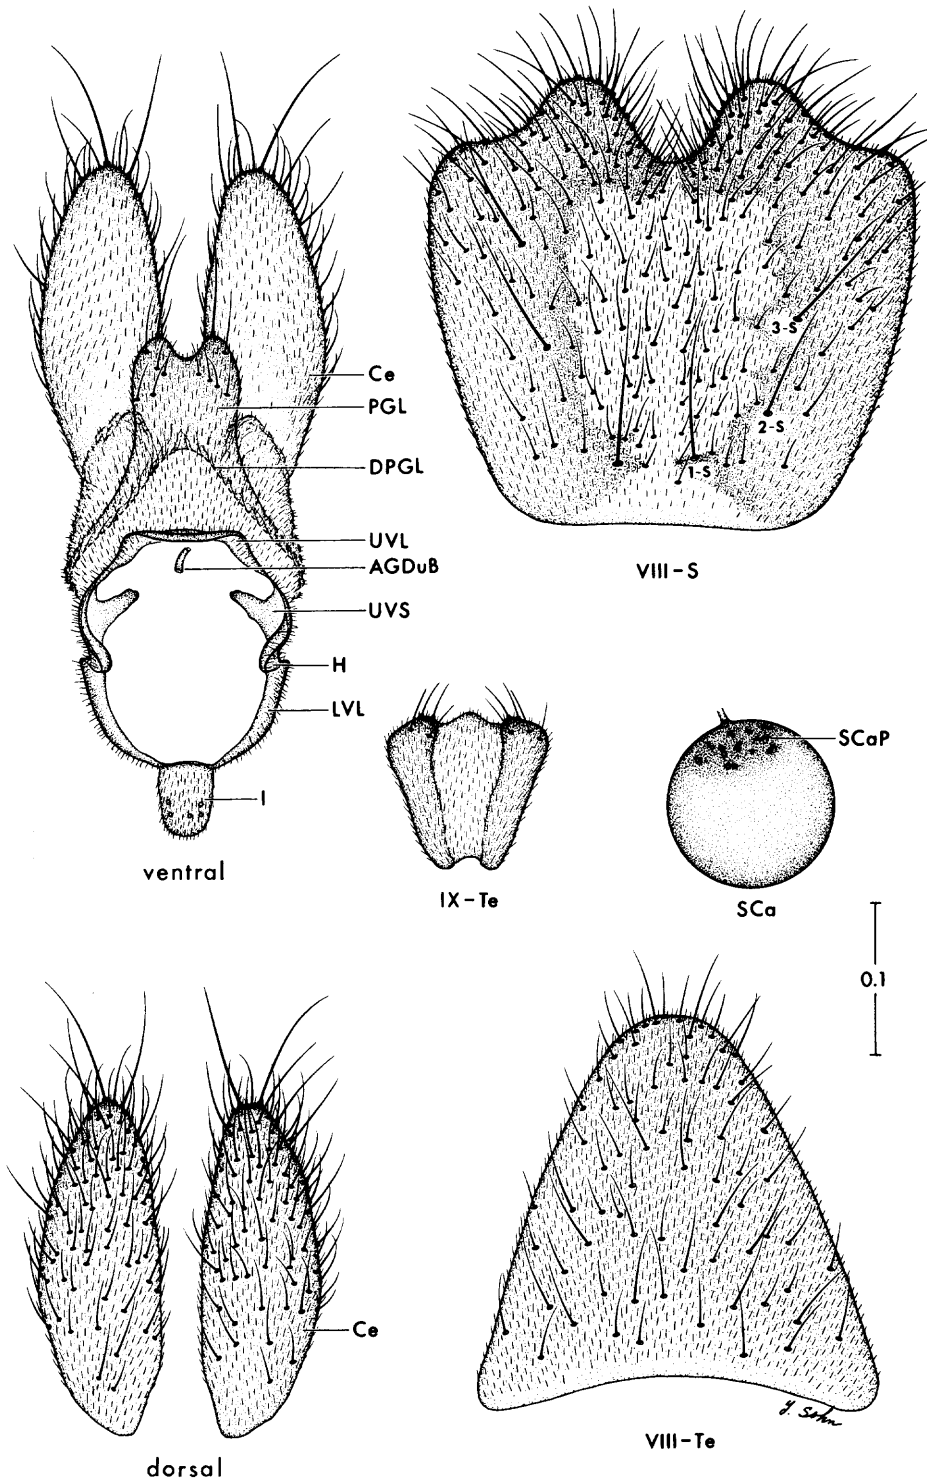 Ce
PGL
DPGL
UVL
AGDuB
UVS
H
LVL
I
ventral
3-S
2-S
1-S
VIII-S
IX-Te
SCaP
SCa
0.1
Ce
dorsal
Y. Sohn
VIII-Te